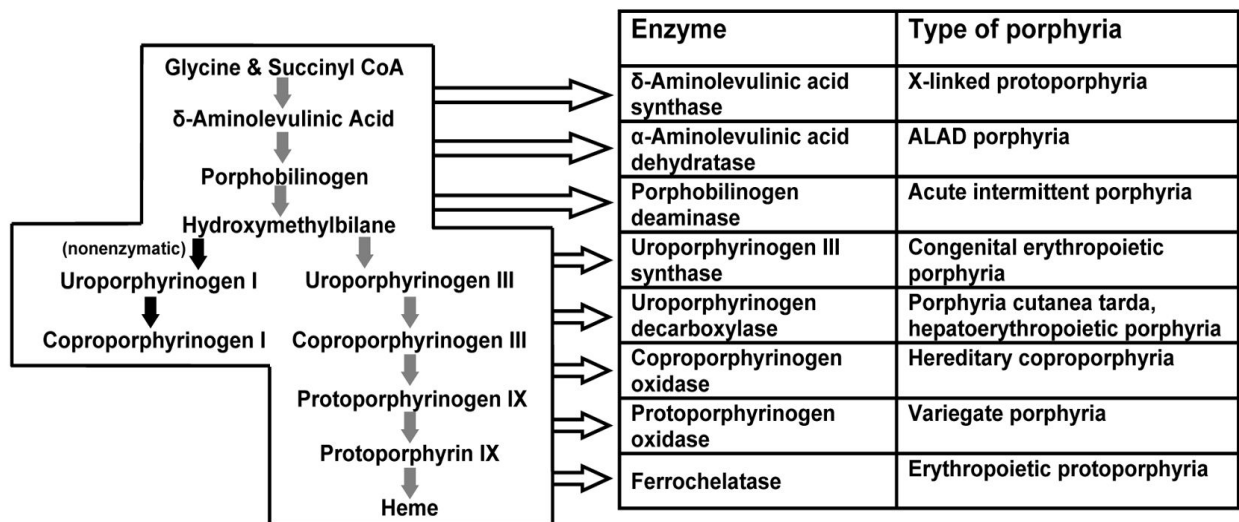 Glycine & Succinyl CoA
δ-Aminolevulinic Acid
Porphobilinogen
Hydroxymethylbilane
(nonenzymatic)
Uroporphyrinogen I
Uroporphyrinogen III
Coproporphyrinogen I
Coproporphyrinogen III
Protoporphyrinogen IX
Protoporphyrin IX
Heme
Enzyme
Type of porphyria
δ-Aminolevulinic acid
synthase
X-linked protoporphyria
α-Aminolevulinic acid
dehydratase
ALAD porphyria
Porphobilinogen
deaminase
Acute intermittent porphyria
Uroporphyrinogen III
synthase
Congenital erythropoietic
porphyria
Uroporphyrinogen
decarboxylase
Porphyria cutanea tarda,
hepatoerythropoietic porphyria
Coproporphyrinogen
oxidase
Hereditary coproporphyria
Protoporphyrinogen
oxidase
Variegate porphyria
Ferrochelatase
Erythropoietic protoporphyria